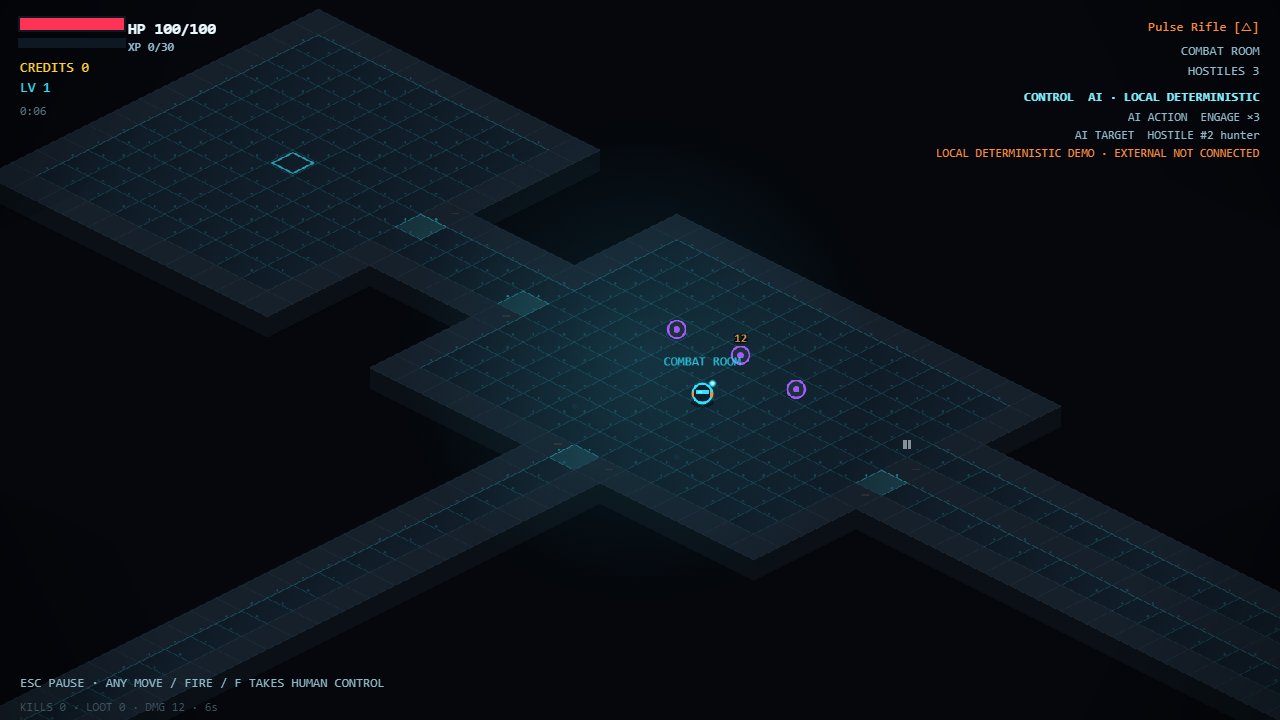 HP 100/100
XP 0/30
CREDITS 0
LV 1
0:06
Pulse Rifle [△]
COMBAT ROOM
HOSTILES 3
CONTROL  AI · LOCAL DETERMINISTIC
AI ACTION  ENGAGE ×3
AI TARGET  HOSTILE #2 hunter
LOCAL DETERMINISTIC DEMO · EXTERNAL NOT CONNECTED
12
COMBAT ROOM
ESC PAUSE · ANY MOVE / FIRE / F TAKES HUMAN CONTROL
KILLS 0 · LOOT 0 · DMG 12 · 6s